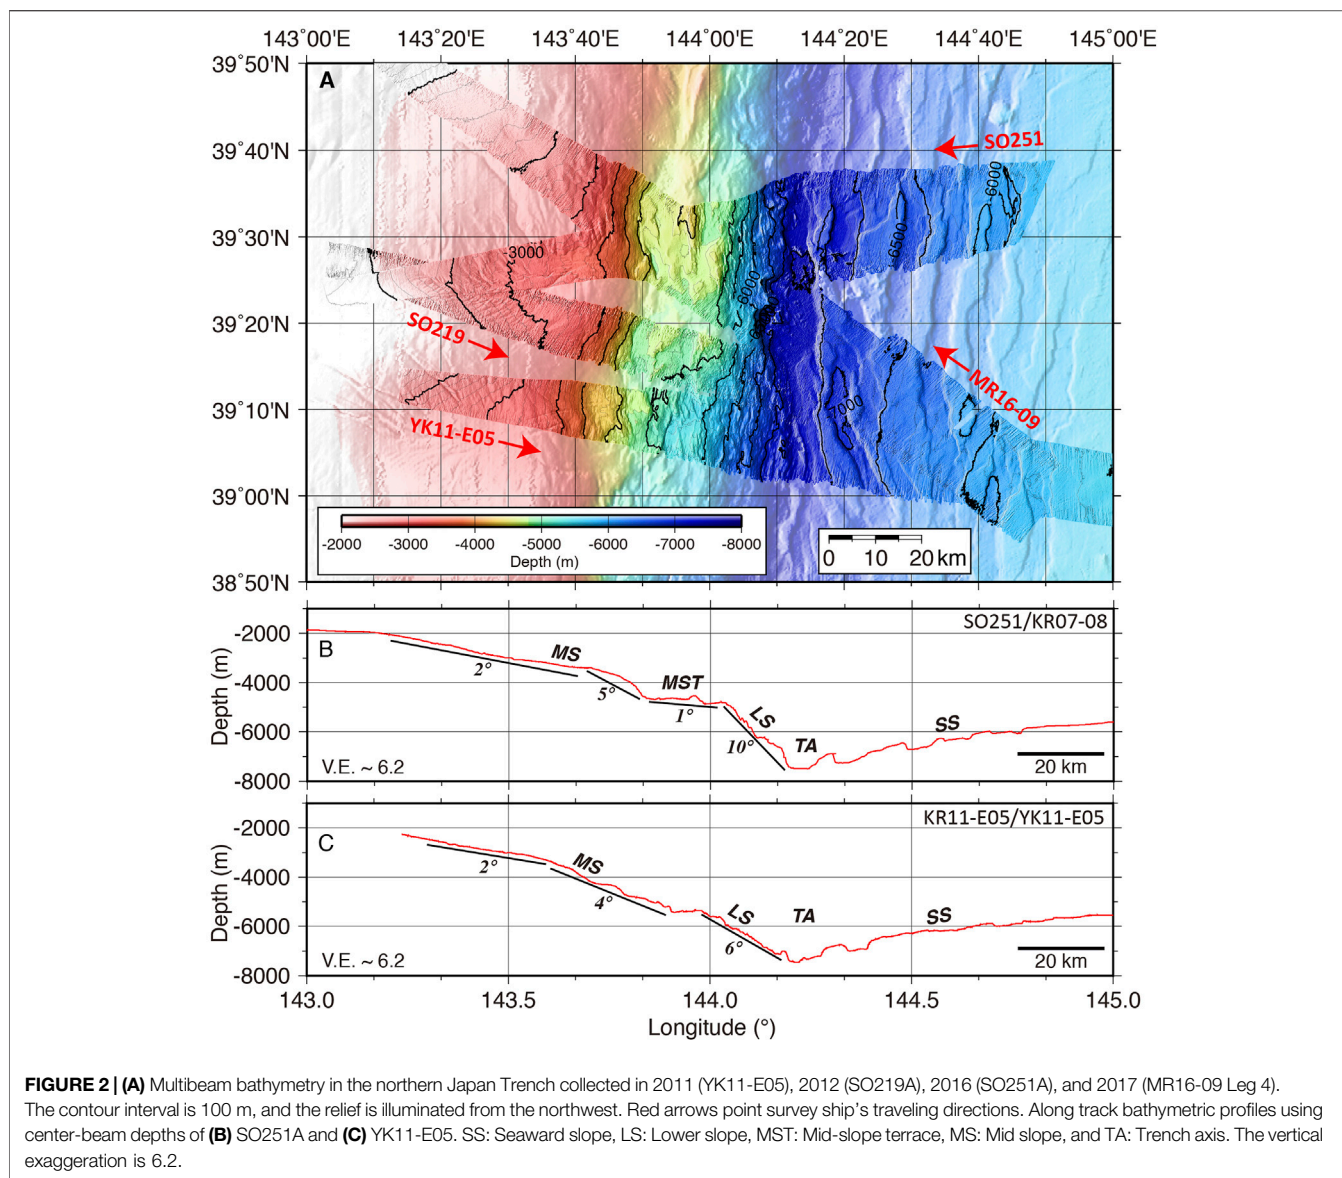 143°00'E 143°20'E 143°40'E 144°00'E 144°20'E 144°40'E 145°00'E
39°50'N
A
SO251
39°40'N
6000
39°30'N
3000
6500
6000
39°20'N
SO219
MR16-09
39°10'N
7000
YK11-E05
39°00'N
-2000 -3000 -4000 -5000 -6000 -7000 -8000
Depth (m)
0 10 20 km
38°50'N
SO251/KR07-08
-2000
B
MS
2°
Depth (m)
-4000
5°
MST
1°
LS
SS
-6000
10°
TA
V.E. ~ 6.2
20 km
-8000
KR11-E05/YK11-E05
-2000
C
2°
MS
Depth (m)
-4000
4°
LS
TA
SS
-6000
6°
V.E. ~ 6.2
20 km
-8000
143.0 143.5 144.0 144.5 145.0
Longitude (°)
FIGURE 2 | (A) Multibeam bathymetry in the northern Japan Trench collected in 2011 (YK11-E05), 2012 (SO219A), 2016 (SO251A), and 2017 (MR16-09 Leg 4).
The contour interval is 100 m, and the relief is illuminated from the northwest. Red arrows point survey ship's traveling directions. Along track bathymetric profiles using
center-beam depths of (B) SO251A and (C) YK11-E05. SS: Seaward slope, LS: Lower slope, MST: Mid-slope terrace, MS: Mid slope, and TA: Trench axis. The vertical
exaggeration is 6.2.